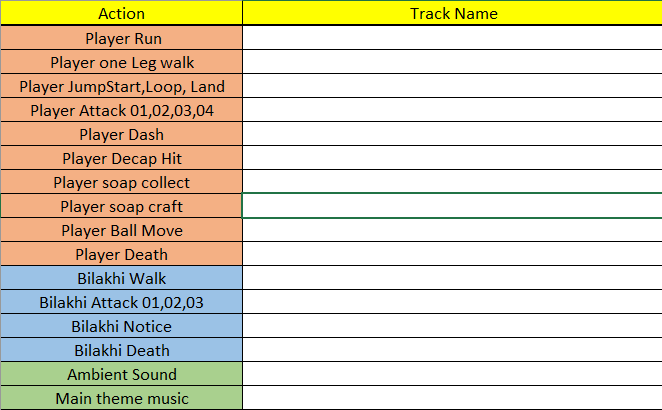 Action Track Name
Player Run
Player one Leg walk
Player JumpStart,Loop, Land
Player Attack 01,02,03,04
Player Dash
Player Decap Hit
Player soap collect
Player soap craft
Player Ball Move
Player Death
Bilakhi Walk
Bilakhi Attack 01,02,03
Bilakhi Notice
Bilakhi Death
Ambient Sound
Main theme music